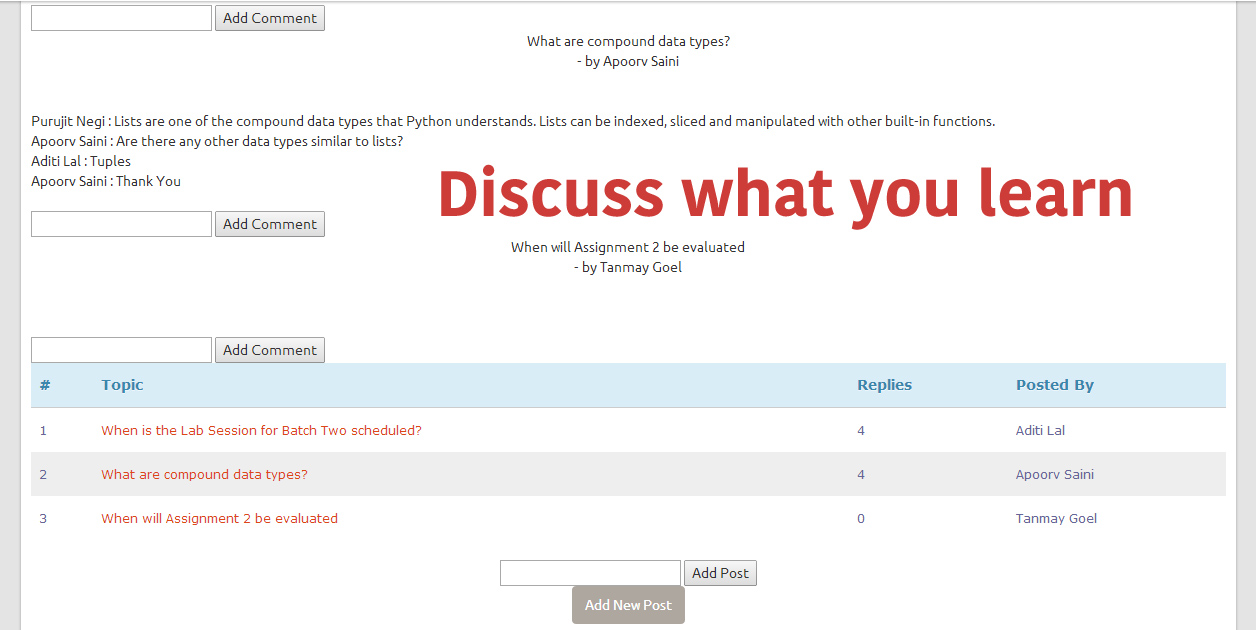 Add Comment
What are compound data types?
- by Apoorv Saini
Purujit Negi : Lists are one of the compound data types that Python understands. Lists can be indexed, sliced and manipulated with other built-in functions.
Apoorv Saini : Are there any other data types similar to lists?
Aditi Lal : Tuples
Apoorv Saini : Thank You
Discuss what you learn
Add Comment
When will Assignment 2 be evaluated
- by Tanmay Goel
Add Comment
# Topic Replies Posted By
1 When is the Lab Session for Batch Two scheduled? 4 Aditi Lal
2 What are compound data types? 4 Apoorv Saini
3 When will Assignment 2 be evaluated 0 Tanmay Goel
Add Post
Add New Post